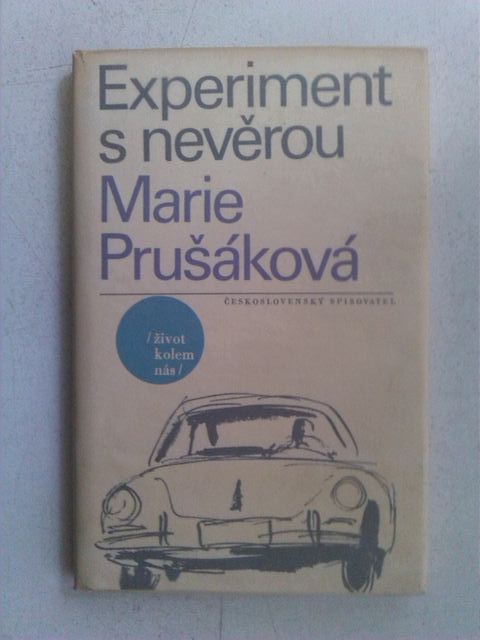 Experiment
s nevěrou
Marie
Prušáková
ČESKOSLOVENSKÝ SPISOVATEL
/život
kolem
nás/